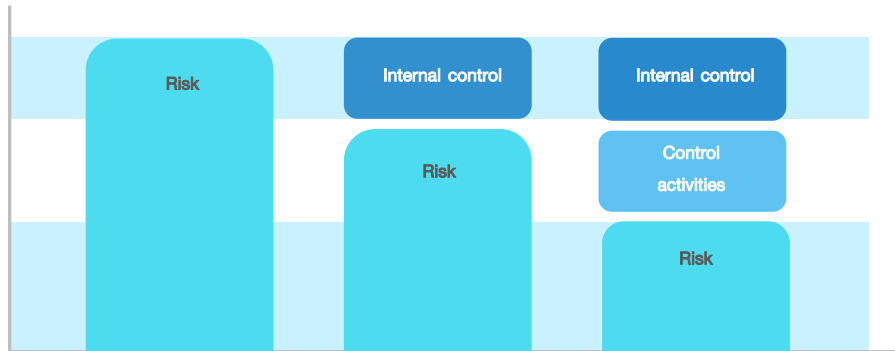 Risk
Internal control
Risk
Internal control
Control
activities
Risk